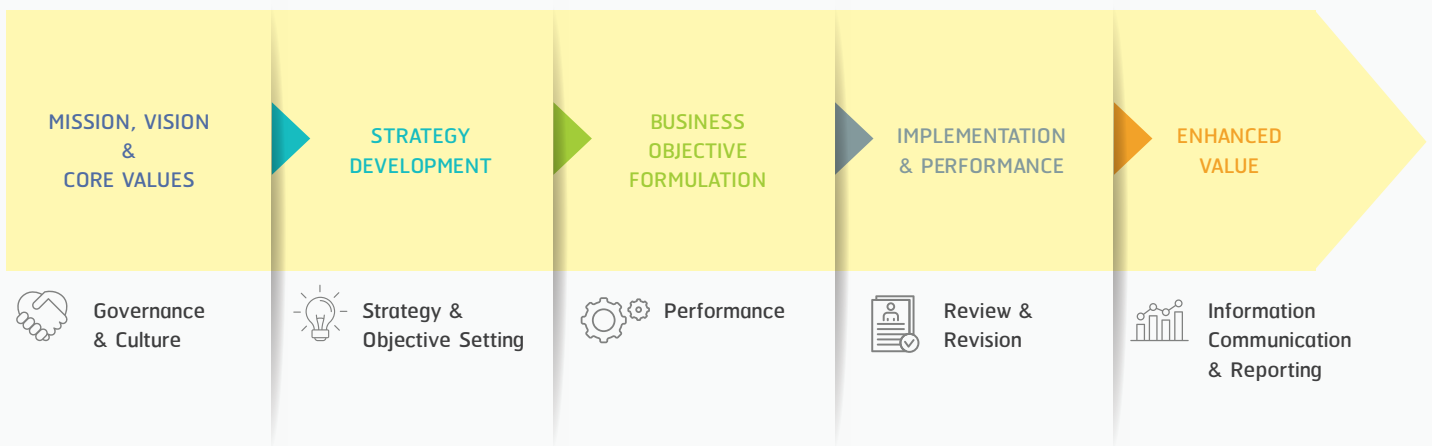 MISSION, VISION
&
CORE VALUES
STRATEGY
DEVELOPMENT
BUSINESS
OBJECTIVE
FORMULATION
IMPLEMENTATION
& PERFORMANCE
ENHANCED
VALUE
Governance
& Culture
Strategy &
Objective Setting
Performance
Review &
Revision
Information
Communication
& Reporting